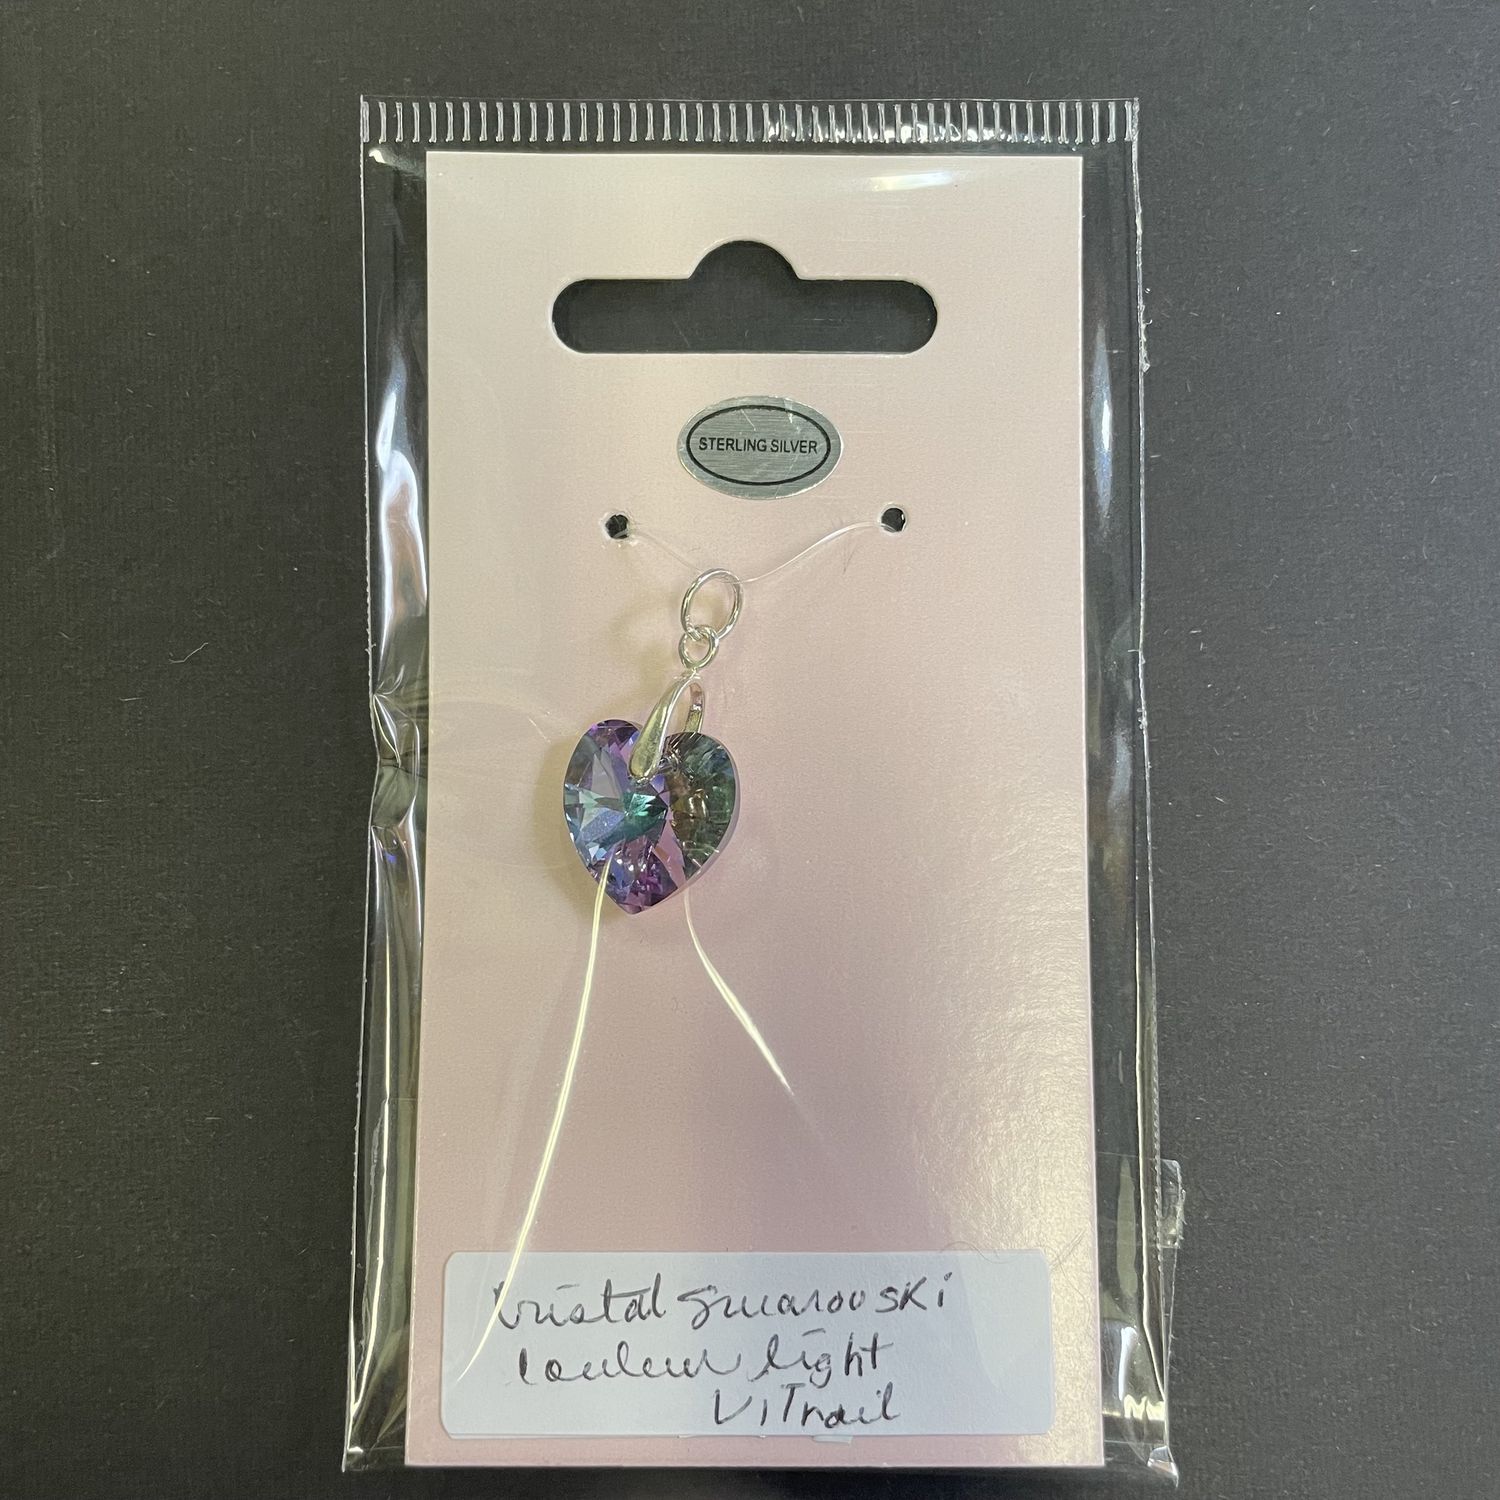 STERLING SILVER
Cristal Swarovski
Couleur light
VITrail